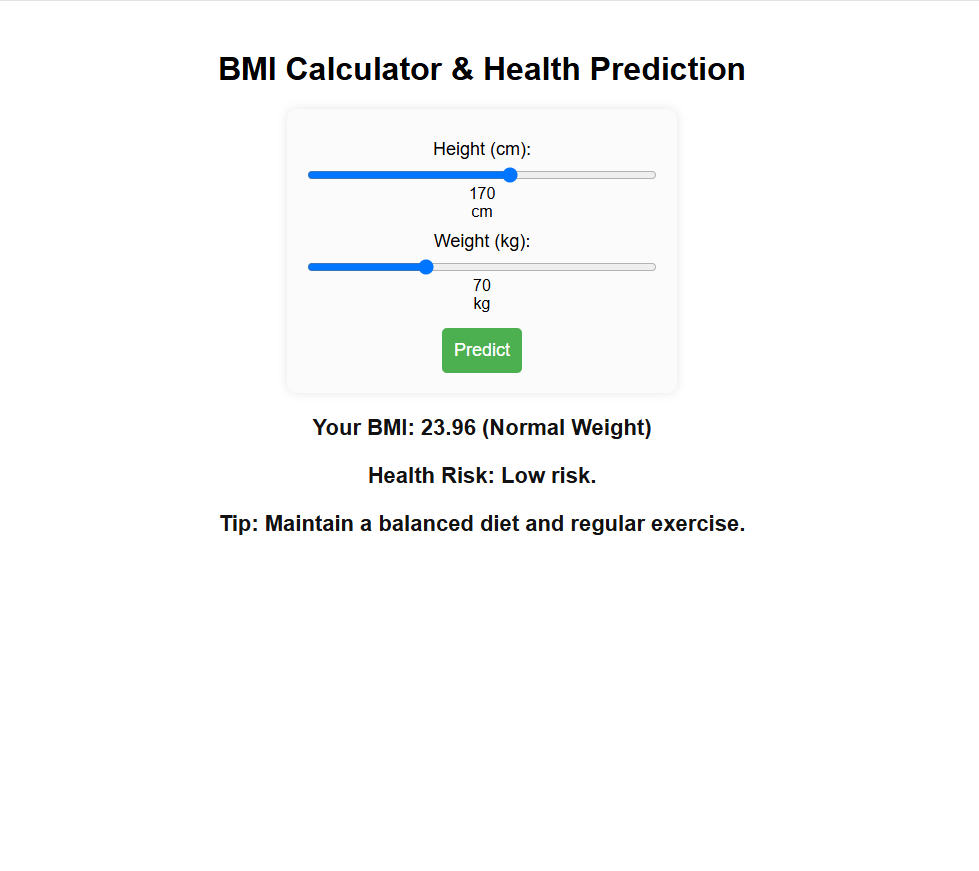 BMI Calculator & Health Prediction
Height (cm):
170
cm
Weight (kg):
70
kg
Predict
Your BMI: 23.96 (Normal Weight)
Health Risk: Low risk.
Tip: Maintain a balanced diet and regular exercise.